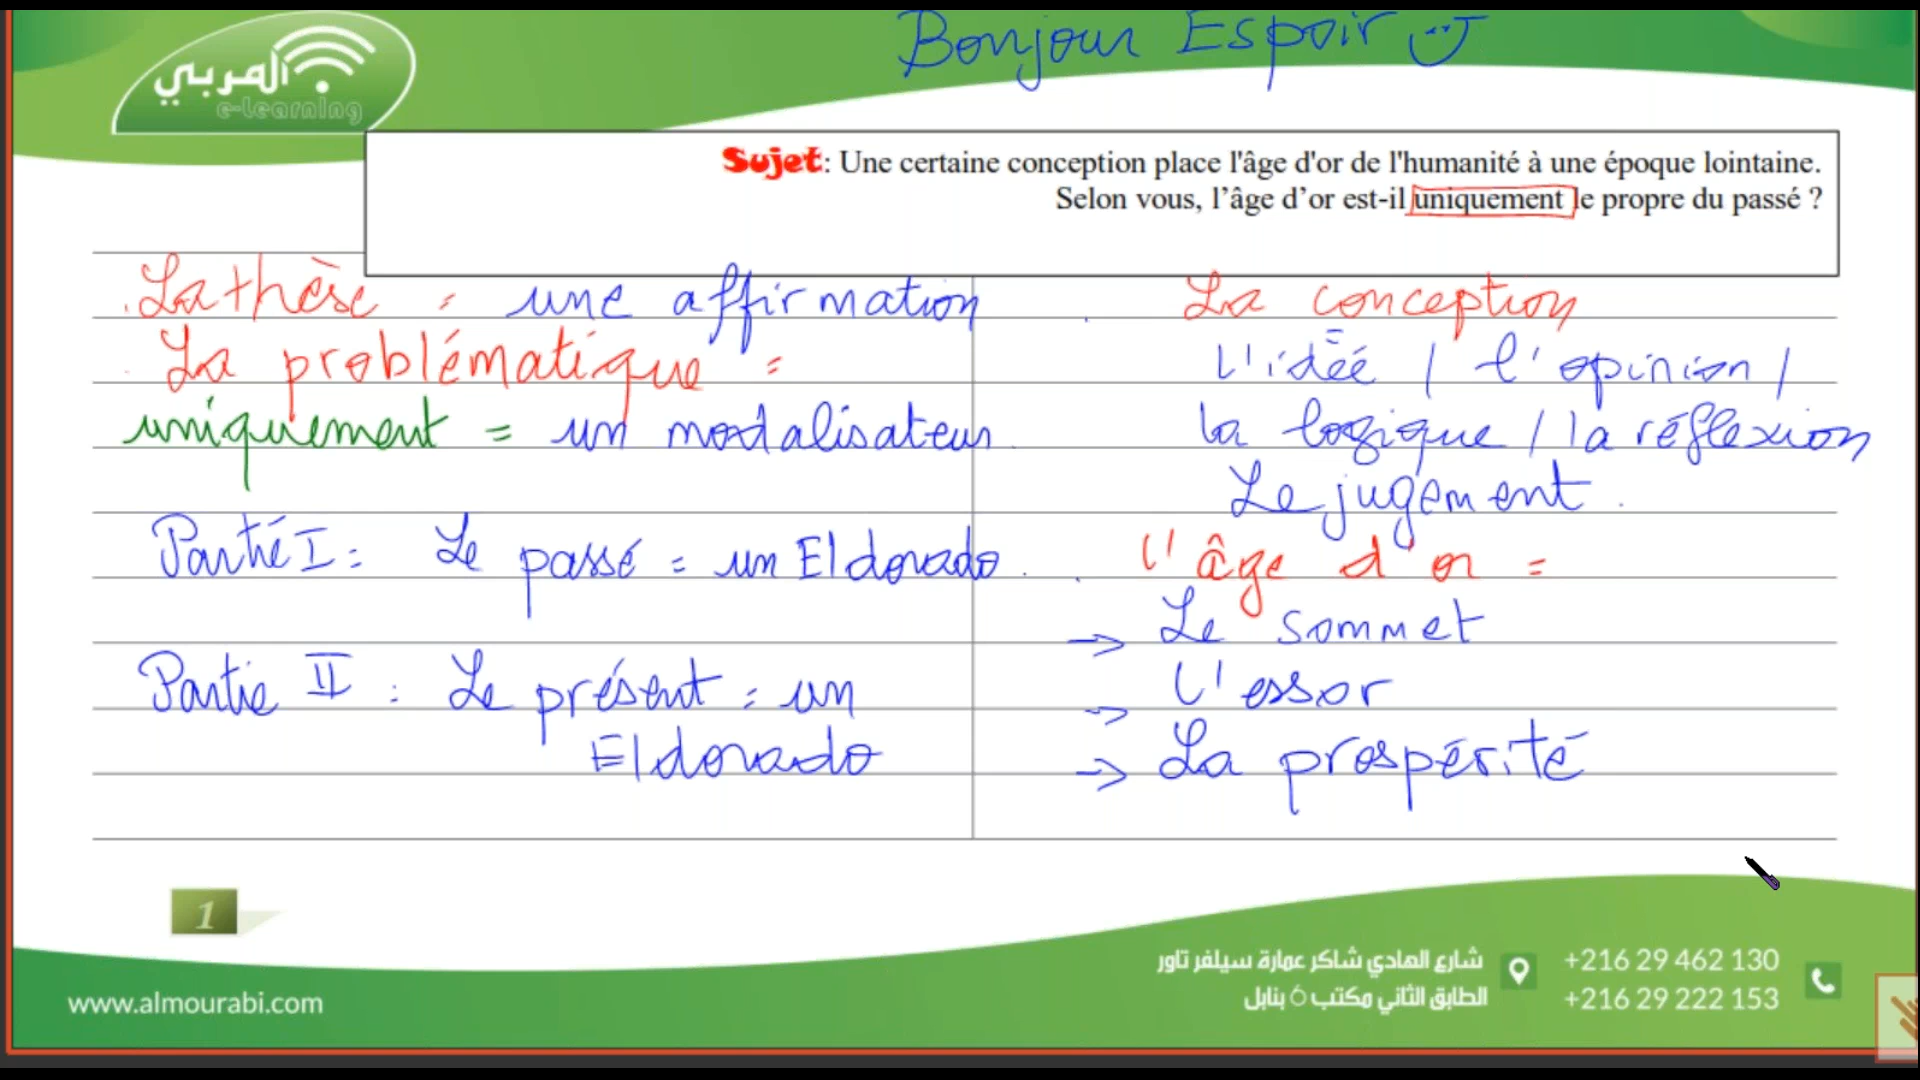 Bonjour Espoir
المربي
e-learning
Sujet: Une certaine conception place l'âge d'or de l'humanité à une époque lointaine.
Selon vous, l’âge d’or est-il uniquement le propre du passé ?
La thèse = une affirmation
La problématique =
uniquement = un modalisateur
Partie I = Le passé = un Eldorado.
Partie II = Le présent = un
Eldorado
La conception
l'idée / l'opinion /
la logique / la réflexion
Le jugement.
l'âge d'or =
→ Le sommet
→ L'essor
→ La prospérité
1
www.almourabi.com
شارع الهادي شاكر عمارة سيلفر تاور
الطابق الثاني مكتب 6 بنابل
+216 29 462 130
+216 29 222 153